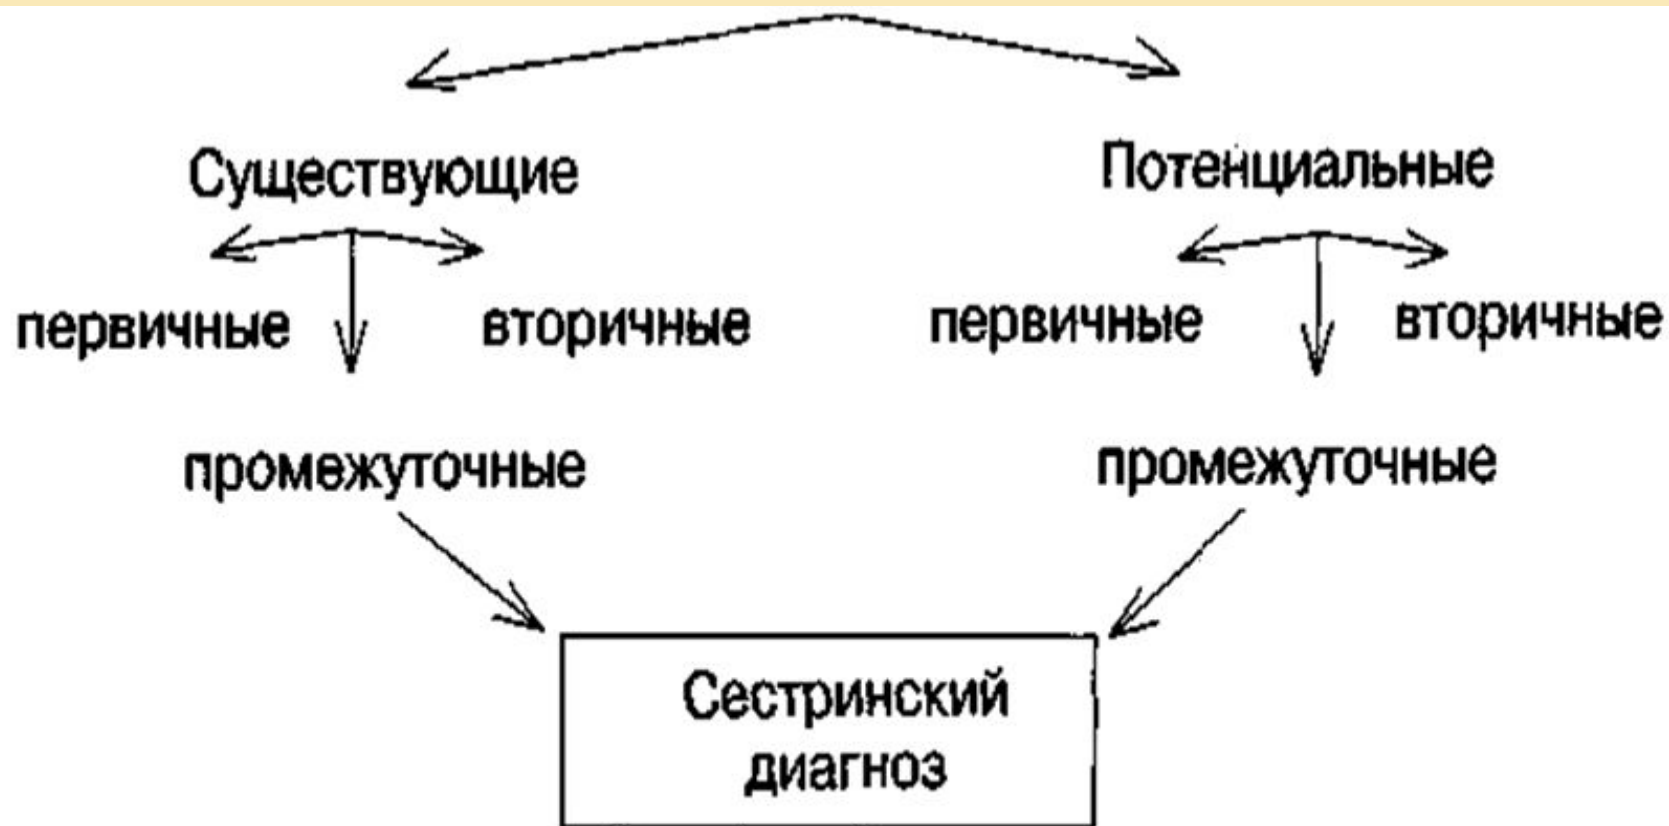 Существующие
Потенциальные
первичные
вторичные
первичные
вторичные
промежуточные
промежуточные
Сестринский
диагноз